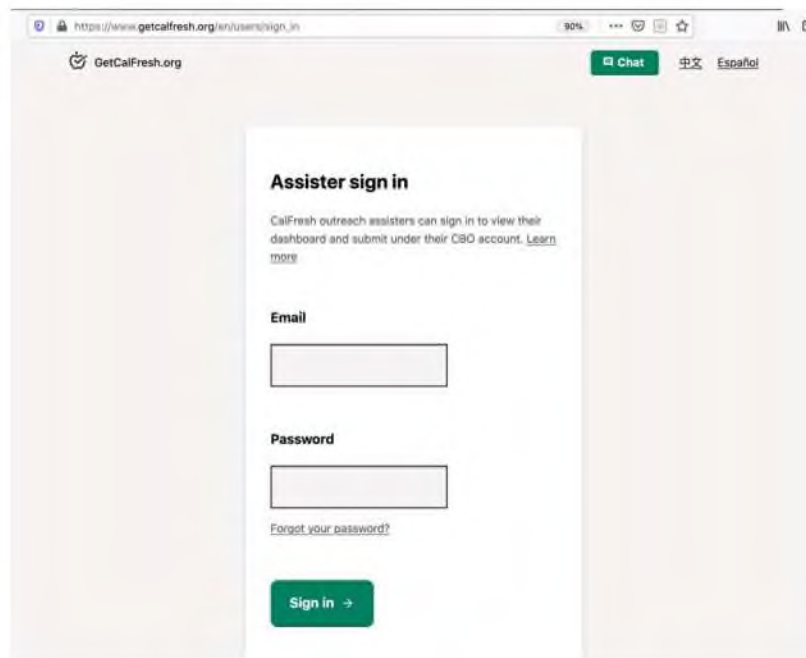 https://www.getcalfresh.org/en/users/sign_in
90%
GetCalFresh.org
Chat
中文
Español
Assister sign in
CalFresh outreach assisters can sign in to view their
dashboard and submit under their CBO account. Learn
more
Email
Password
Forgot your password?
Sign in →